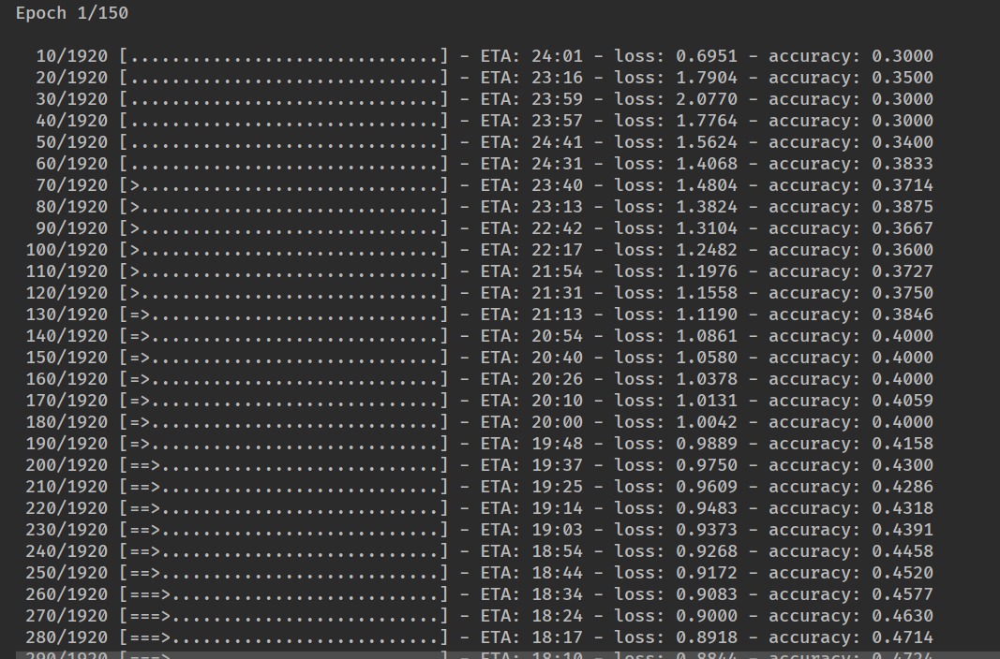 Epoch 1/150
10/1920 [..............................] - ETA: 24:01 - loss: 0.6951 - accuracy: 0.3000
20/1920 [..............................] - ETA: 23:16 - loss: 1.7904 - accuracy: 0.3500
30/1920 [..............................] - ETA: 23:59 - loss: 2.0770 - accuracy: 0.3000
40/1920 [..............................] - ETA: 23:57 - loss: 1.7764 - accuracy: 0.3000
50/1920 [..............................] - ETA: 24:41 - loss: 1.5624 - accuracy: 0.3400
60/1920 [..............................] - ETA: 24:31 - loss: 1.4068 - accuracy: 0.3833
70/1920 [>.............................] - ETA: 23:40 - loss: 1.4804 - accuracy: 0.3714
80/1920 [>.............................] - ETA: 23:13 - loss: 1.3824 - accuracy: 0.3875
90/1920 [>.............................] - ETA: 22:42 - loss: 1.3104 - accuracy: 0.3667
100/1920 [>.............................] - ETA: 22:17 - loss: 1.2482 - accuracy: 0.3600
110/1920 [>.............................] - ETA: 21:54 - loss: 1.1976 - accuracy: 0.3727
120/1920 [>.............................] - ETA: 21:31 - loss: 1.1558 - accuracy: 0.3750
130/1920 [=>............................] - ETA: 21:13 - loss: 1.1190 - accuracy: 0.3846
140/1920 [=>............................] - ETA: 20:54 - loss: 1.0861 - accuracy: 0.4000
150/1920 [=>............................] - ETA: 20:40 - loss: 1.0580 - accuracy: 0.4000
160/1920 [=>............................] - ETA: 20:26 - loss: 1.0378 - accuracy: 0.4000
170/1920 [=>............................] - ETA: 20:10 - loss: 1.0131 - accuracy: 0.4059
180/1920 [=>............................] - ETA: 20:00 - loss: 1.0042 - accuracy: 0.4000
190/1920 [=>............................] - ETA: 19:48 - loss: 0.9889 - accuracy: 0.4158
200/1920 [==>...........................] - ETA: 19:37 - loss: 0.9750 - accuracy: 0.4300
210/1920 [==>...........................] - ETA: 19:25 - loss: 0.9609 - accuracy: 0.4286
220/1920 [==>...........................] - ETA: 19:14 - loss: 0.9483 - accuracy: 0.4318
230/1920 [==>...........................] - ETA: 19:03 - loss: 0.9373 - accuracy: 0.4391
240/1920 [==>...........................] - ETA: 18:54 - loss: 0.9268 - accuracy: 0.4458
250/1920 [==>...........................] - ETA: 18:44 - loss: 0.9172 - accuracy: 0.4520
260/1920 [===>..........................] - ETA: 18:34 - loss: 0.9083 - accuracy: 0.4577
270/1920 [===>..........................] - ETA: 18:24 - loss: 0.9000 - accuracy: 0.4630
280/1920 [===>..........................] - ETA: 18:17 - loss: 0.8918 - accuracy: 0.4714